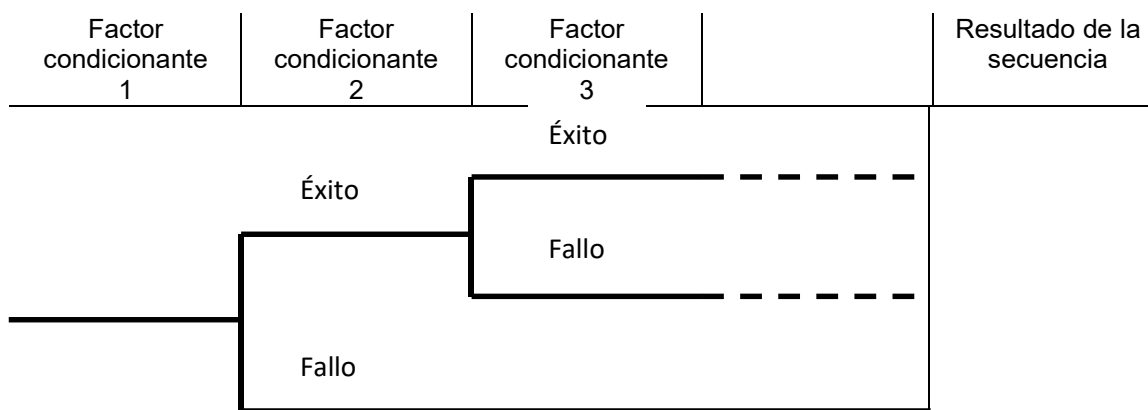 Factor
condicionante
1
Factor
condicionante
2
Factor
condicionante
3
Resultado de la
secuencia
Éxito
Éxito
Fallo
Fallo